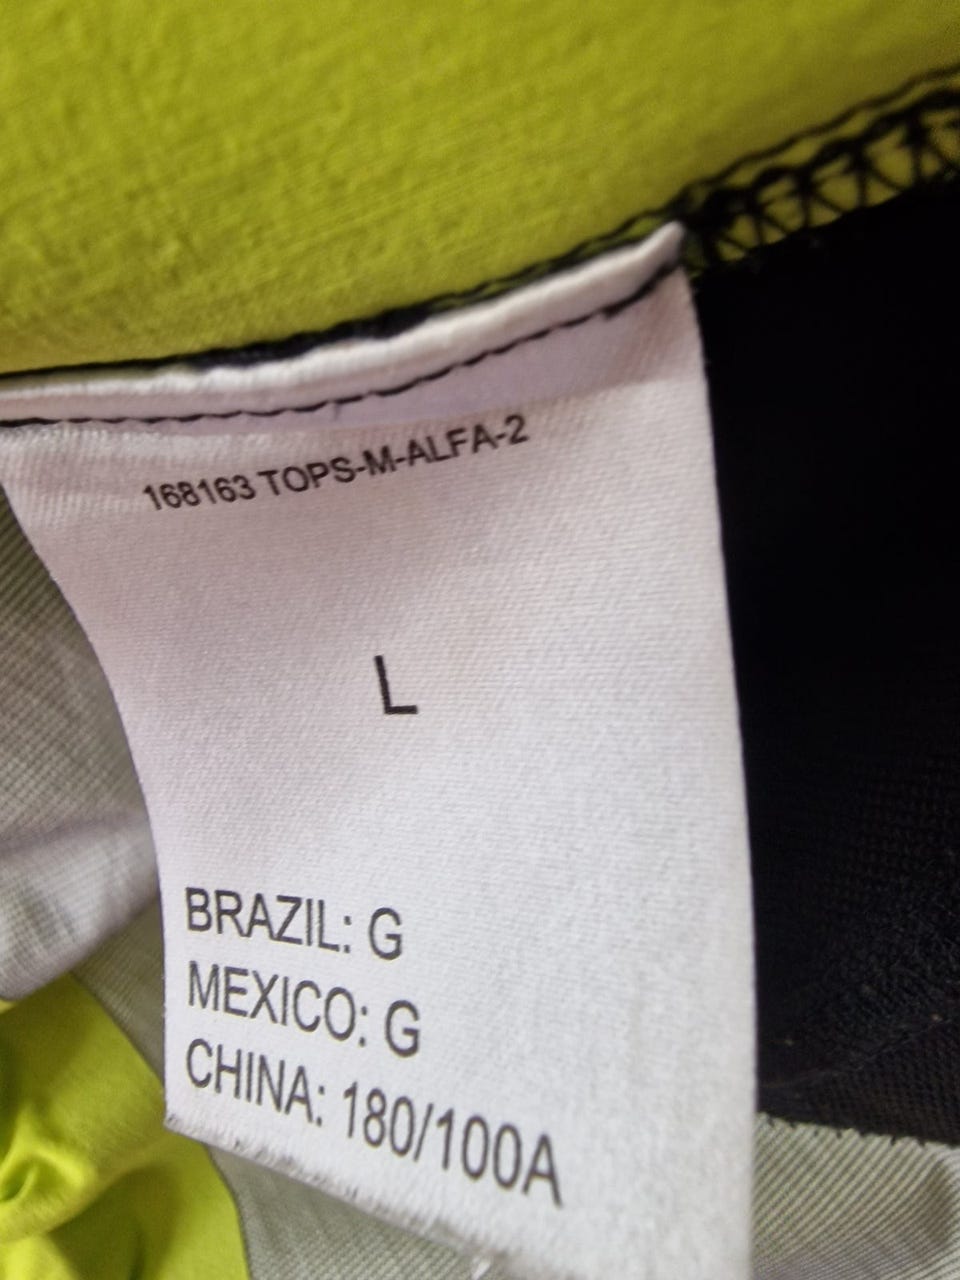 168163 TOPS-M-ALFA-2
L
BRAZIL: G
MEXICO: G
CHINA: 180/100A